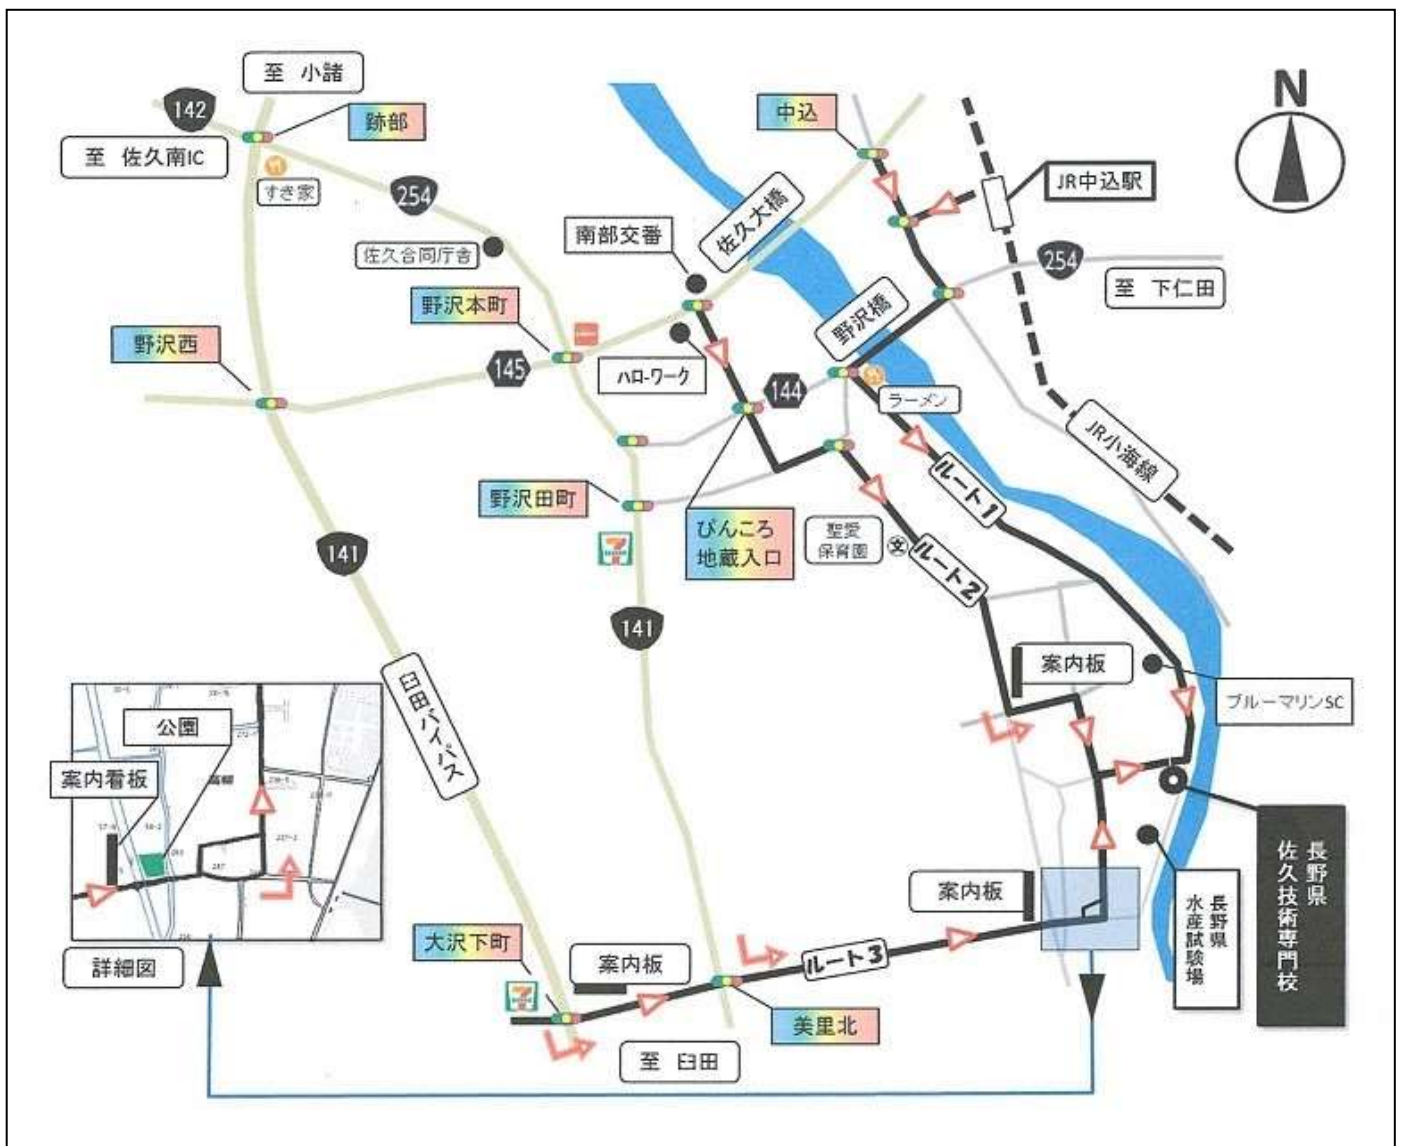 至 小諸
142
跡部
至 佐久南IC
すき家
254
佐久合同庁舎
中込
N
JR中込駅
佐久大橋
南部交番
254
至 下仁田
野沢本町
野沢橋
野沢西
145
ハローワーク
144
ラーメン
JR小海線
ルート1
野沢田町
ぴんころ
地蔵入口
聖愛
保育園
ルート2
7
141
141
案内板
ブルーマリンSC
臼田バイパス
公園
案内看板
高柳
詳細図
長野県
佐久技術専門校
長野県
水産試験場
案内板
大沢下町
案内板
ルート3
7
美里北
至 臼田